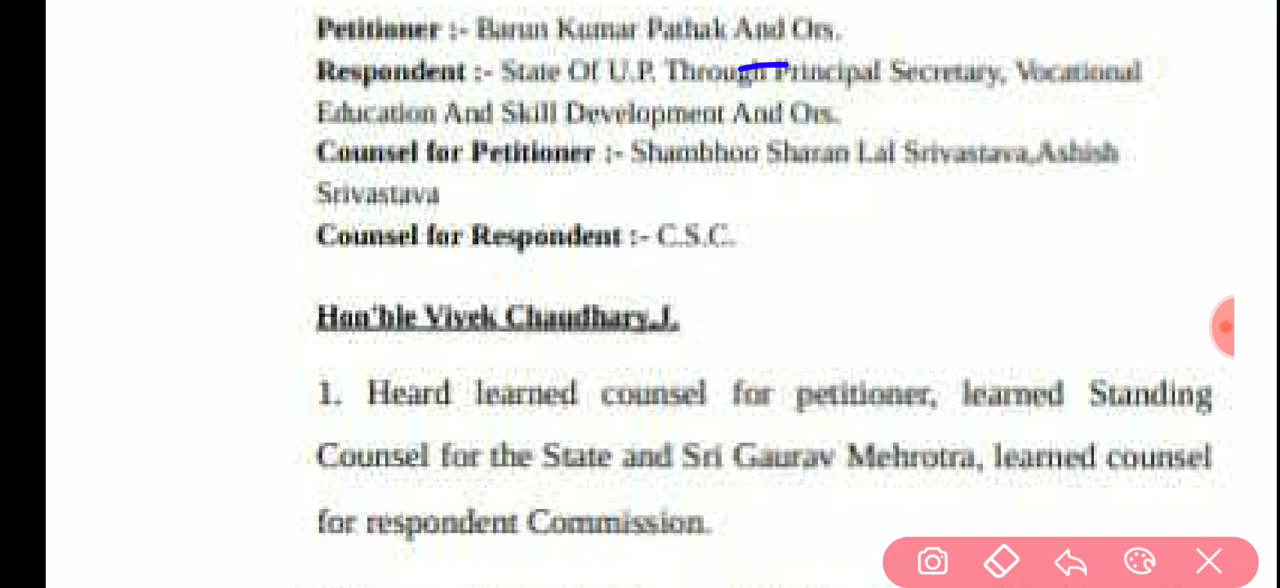 Petitioner :- Barun Kumar Pathak And Ors.
Respondent :- State Of U.P. Through Principal Secretary, Vocational
Education And Skill Development And Ors.
Counsel for Petitioner :- Shambhoo Sharan Lal Srivastava,Ashish
Srivastava
Counsel for Respondent :- C.S.C.
Hon'ble Vivek Chaudhary,J.
1. Heard learned counsel for petitioner, learned Standing
Counsel for the State and Sri Gaurav Mehrotra, learned counsel
for respondent Commission.